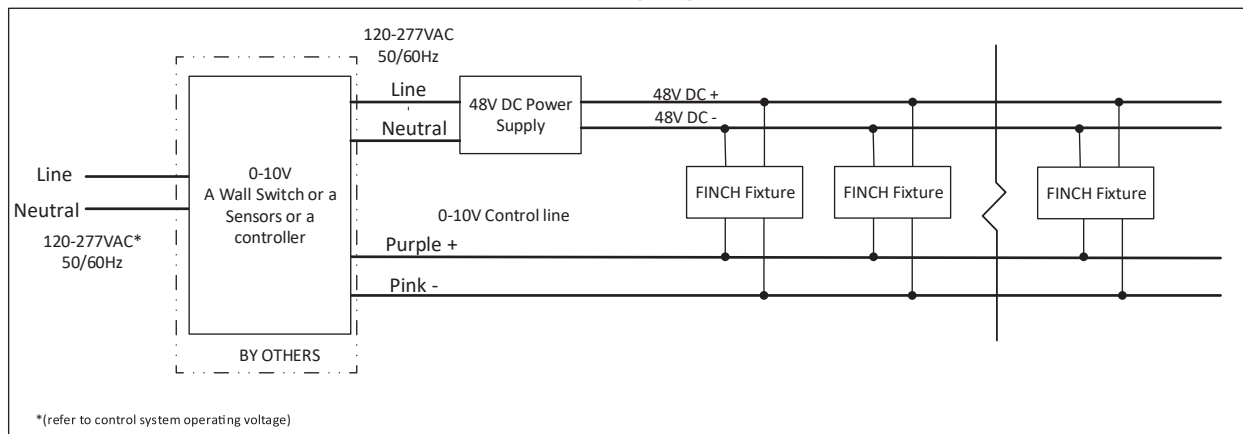 120-277VAC
50/60Hz
Line
Neutral
48V DC Power
Supply
48V DC +
48V DC -
Line
Neutral
120-277VAC*
50/60Hz
0-10V
A Wall Switch or a
Sensors or a
controller
FINCH Fixture
FINCH Fixture
FINCH Fixture
0-10V Control line
Purple +
Pink -
BY OTHERS
*(refer to control system operating voltage)